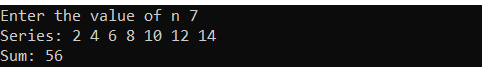 Enter the value of n 7
Series: 2 4 6 8 10 12 14
Sum: 56